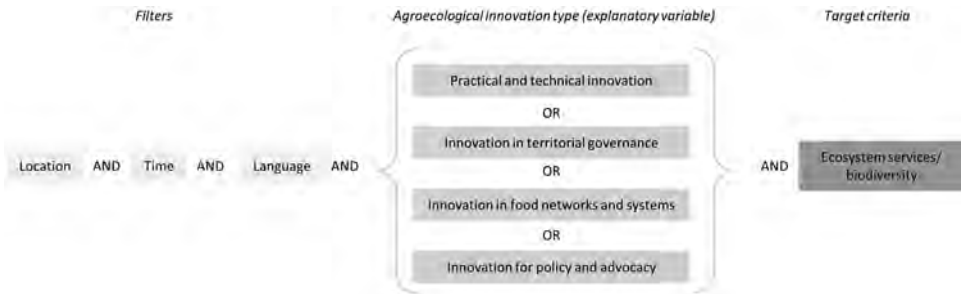 Filters
Agroecological innovation type (explanatory variable)
Target criteria
Practical and technical innovation
OR
Innovation in territorial governance
OR
Location AND Time AND Language AND
AND
Ecosystem services/
biodiversity
Innovation in food networks and systems
OR
Innovation for policy and advocacy